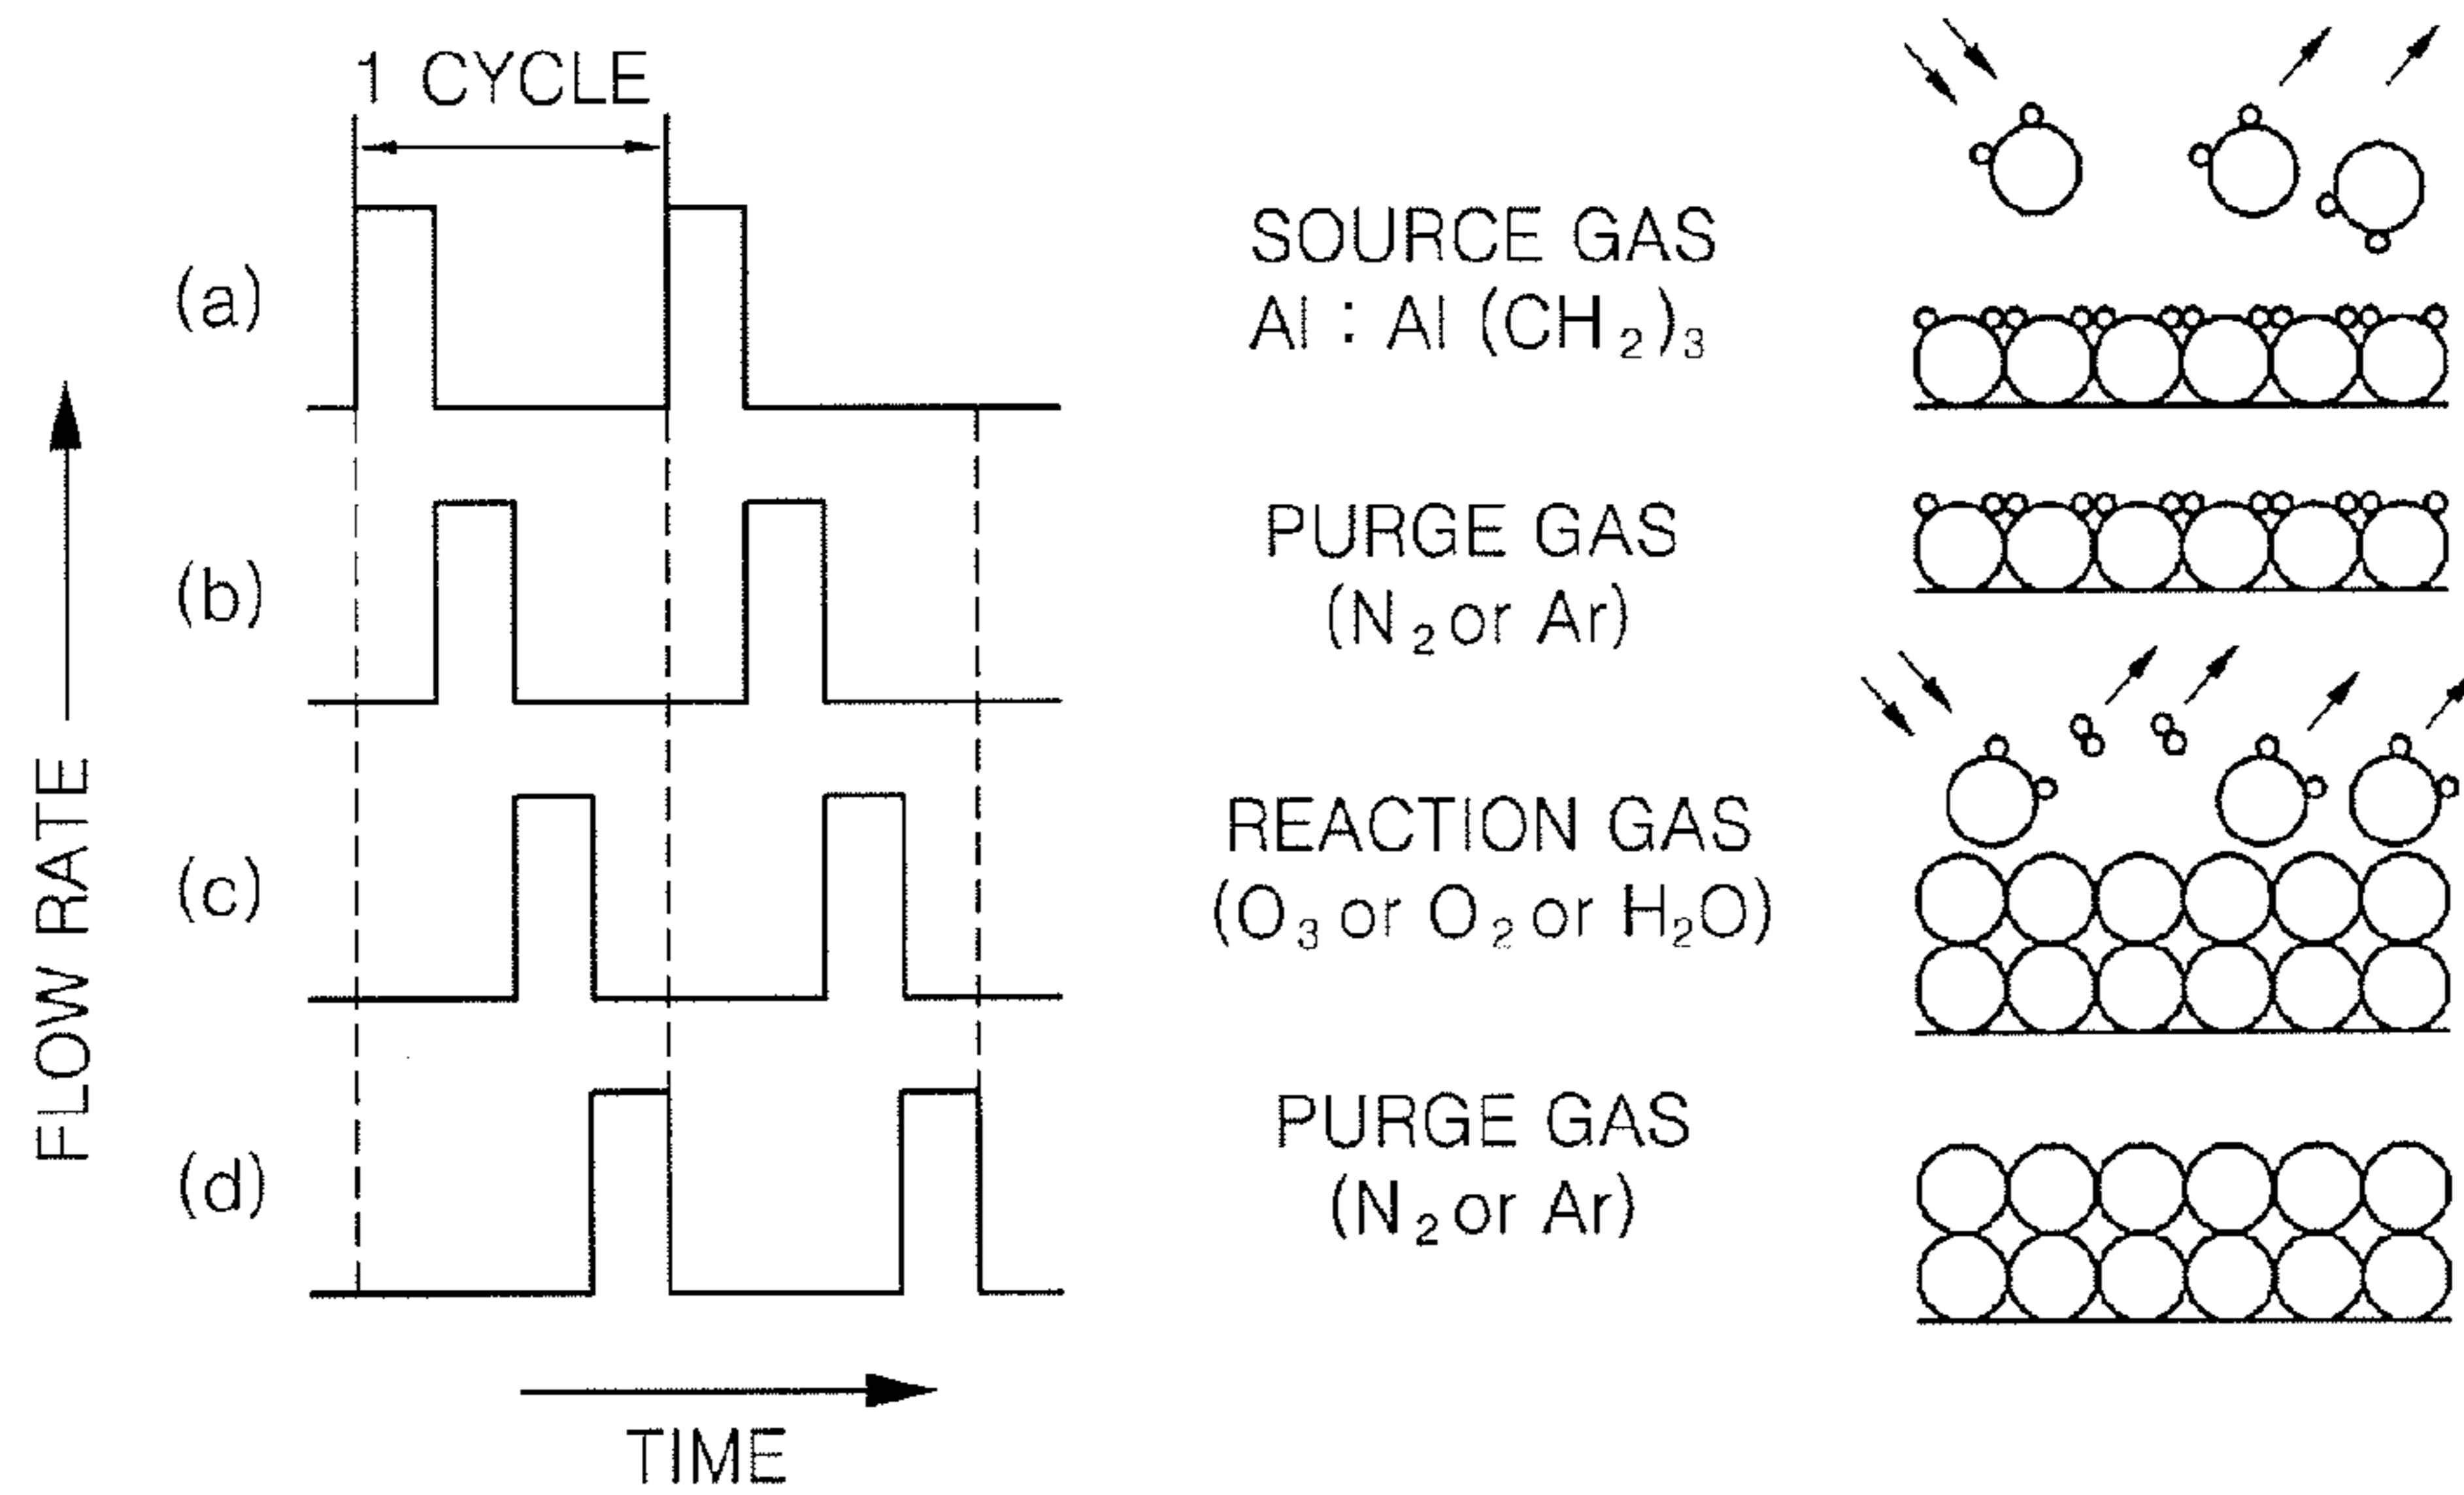 1 CYCLE
(a)
SOURCE GAS
Al : Al (CH₂)₃
(b)
PURGE GAS
(N₂ or Ar)
(c)
REACTION GAS
(O₃ or O₂ or H₂O)
(d)
PURGE GAS
(N₂ or Ar)
FLOW RATE
TIME